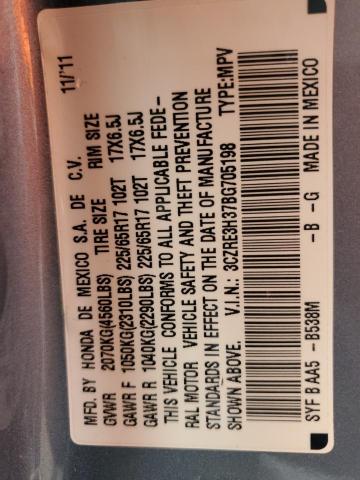 MFD. BY HONDA DE MEXICO S.A. DE C.V. 11/'11
GVWR 2070KG(4560LBS) TIRE SIZE RIM SIZE
GAWR F 1050KG(2310LBS) 225/65R17 102T 17X6.5J
GAWR R 1040KG(2290LBS) 225/65R17 102T 17X6.5J
THIS VEHICLE CONFORMS TO ALL APPLICABLE FEDE-
RAL MOTOR VEHICLE SAFETY AND THEFT PREVENTION
STANDARDS IN EFFECT ON THE DATE OF MANUFACTURE
SHOWN ABOVE. V.I.N.: 3CZRE3H37BG705198 TYPE:MPV
SYF B AA5 -B538M -B -G MADE IN MEXICO